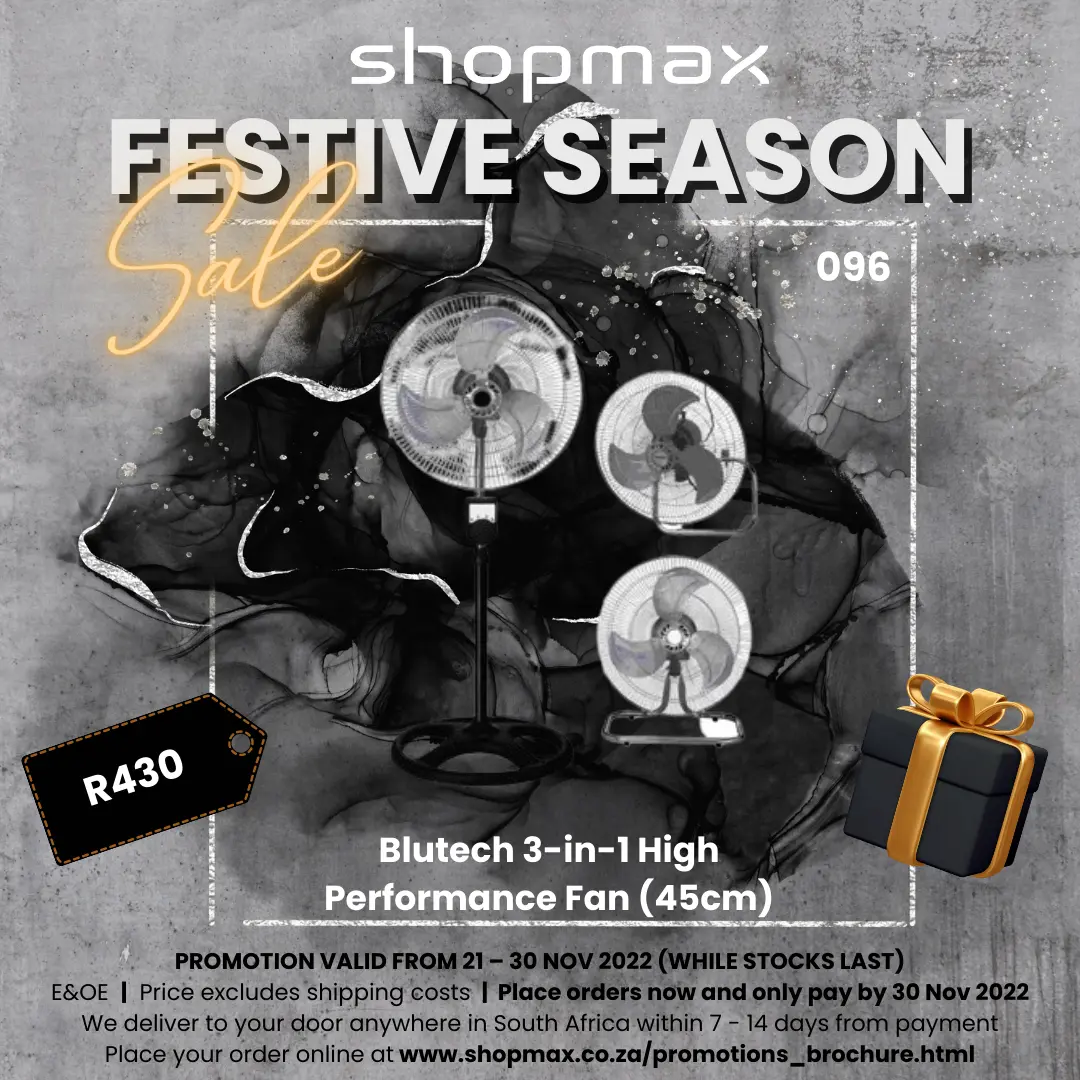 shopmax
FESTIVE SEASON
Sale
096
R430
Blutech 3-in-1 High
Performance Fan (45cm)
PROMOTION VALID FROM 21 – 30 NOV 2022 (WHILE STOCKS LAST)
E&OE | Price excludes shipping costs | Place orders now and only pay by 30 Nov 2022
We deliver to your door anywhere in South Africa within 7 - 14 days from payment
Place your order online at www.shopmax.co.za/promotions_brochure.html